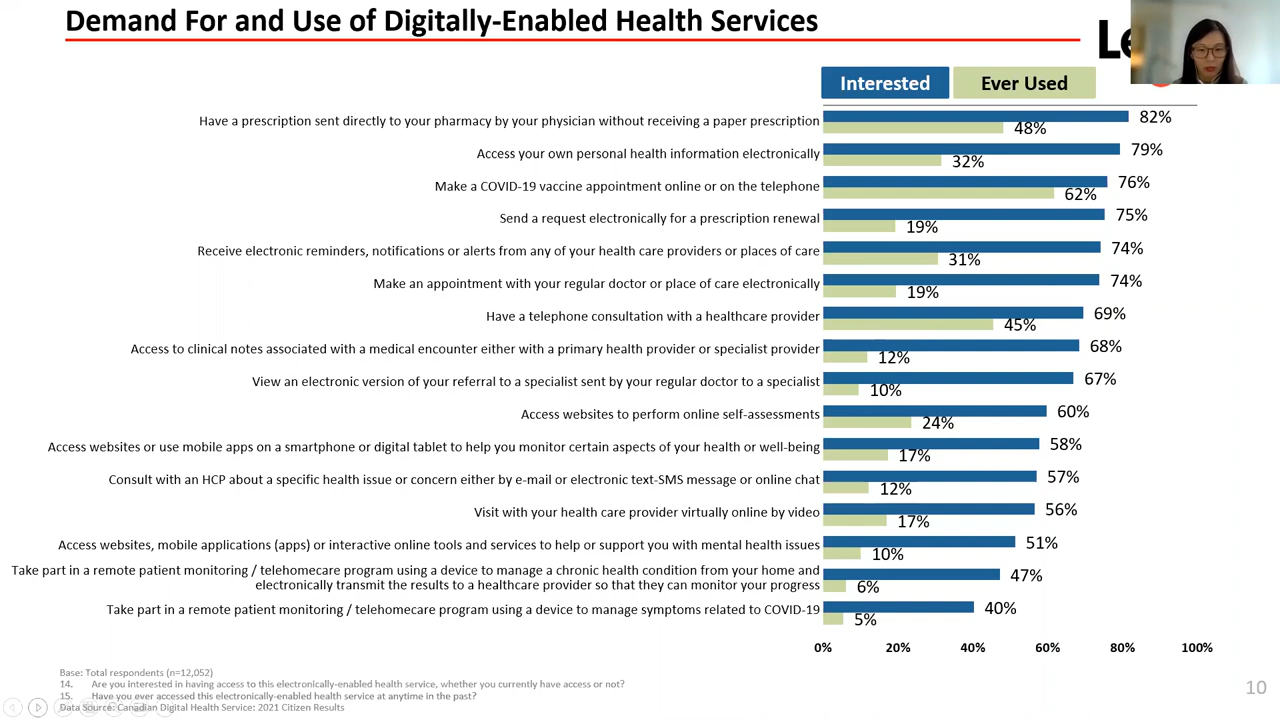 Demand For and Use of Digitally-Enabled Health Services
Interested
Ever Used
Have a prescription sent directly to your pharmacy by your physician without receiving a paper prescription
82%
48%
Access your own personal health information electronically
79%
32%
Make a COVID-19 vaccine appointment online or on the telephone
76%
62%
Send a request electronically for a prescription renewal
75%
19%
Receive electronic reminders, notifications or alerts from any of your health care providers or places of care
74%
31%
Make an appointment with your regular doctor or place of care electronically
74%
19%
Have a telephone consultation with a healthcare provider
69%
45%
Access to clinical notes associated with a medical encounter either with a primary health provider or specialist provider
68%
12%
View an electronic version of your referral to a specialist sent by your regular doctor to a specialist
67%
10%
Access websites to perform online self-assessments
60%
24%
Access websites or use mobile apps on a smartphone or digital tablet to help you monitor certain aspects of your health or well-being
58%
17%
Consult with an HCP about a specific health issue or concern either by e-mail or electronic text-SMS message or online chat
57%
12%
Visit with your health care provider virtually online by video
56%
17%
Access websites, mobile applications (apps) or interactive online tools and services to help or support you with mental health issues
51%
10%
Take part in a remote patient monitoring / telehomecare program using a device to manage a chronic health condition from your home and
electronically transmit the results to a healthcare provider so that they can monitor your progress
47%
6%
Take part in a remote patient monitoring / telehomecare program using a device to manage symptoms related to COVID-19
40%
5%
0% 20% 40% 60% 80% 100%
Base: Total respondents (n=12,052)
14. Are you interested in having access to this electronically-enabled health service, whether you currently have access or not?
15. Have you ever accessed this electronically-enabled health service at anytime in the past?
Data Source: Canadian Digital Health Service: 2021 Citizen Results
10